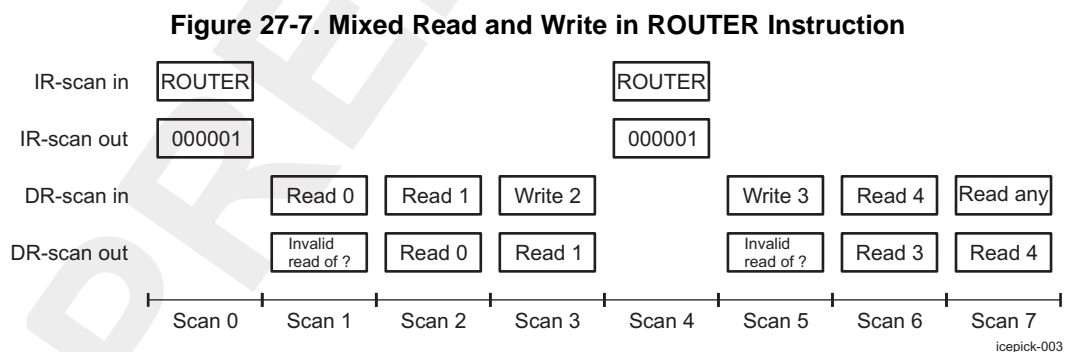 Figure 27-7. Mixed Read and Write in ROUTER Instruction
IR-scan in ROUTER ROUTER
IR-scan out 000001 000001
DR-scan in Read 0 Read 1 Write 2 Write 3 Read 4 Read any
DR-scan out Invalid read of ? Read 0 Read 1 Invalid read of ? Read 3 Read 4
Scan 0 Scan 1 Scan 2 Scan 3 Scan 4 Scan 5 Scan 6 Scan 7
icepick-003
PRE